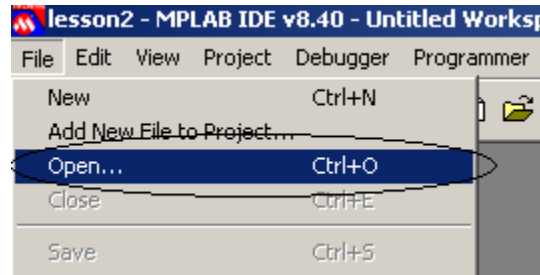 lesson2 - MPLAB IDE v8.40 - Untitled Worksp
File Edit View Project Debugger Programmer
New Ctrl+N
Add New File to Project...
Open... Ctrl+O
Close Ctrl+E
Save Ctrl+S